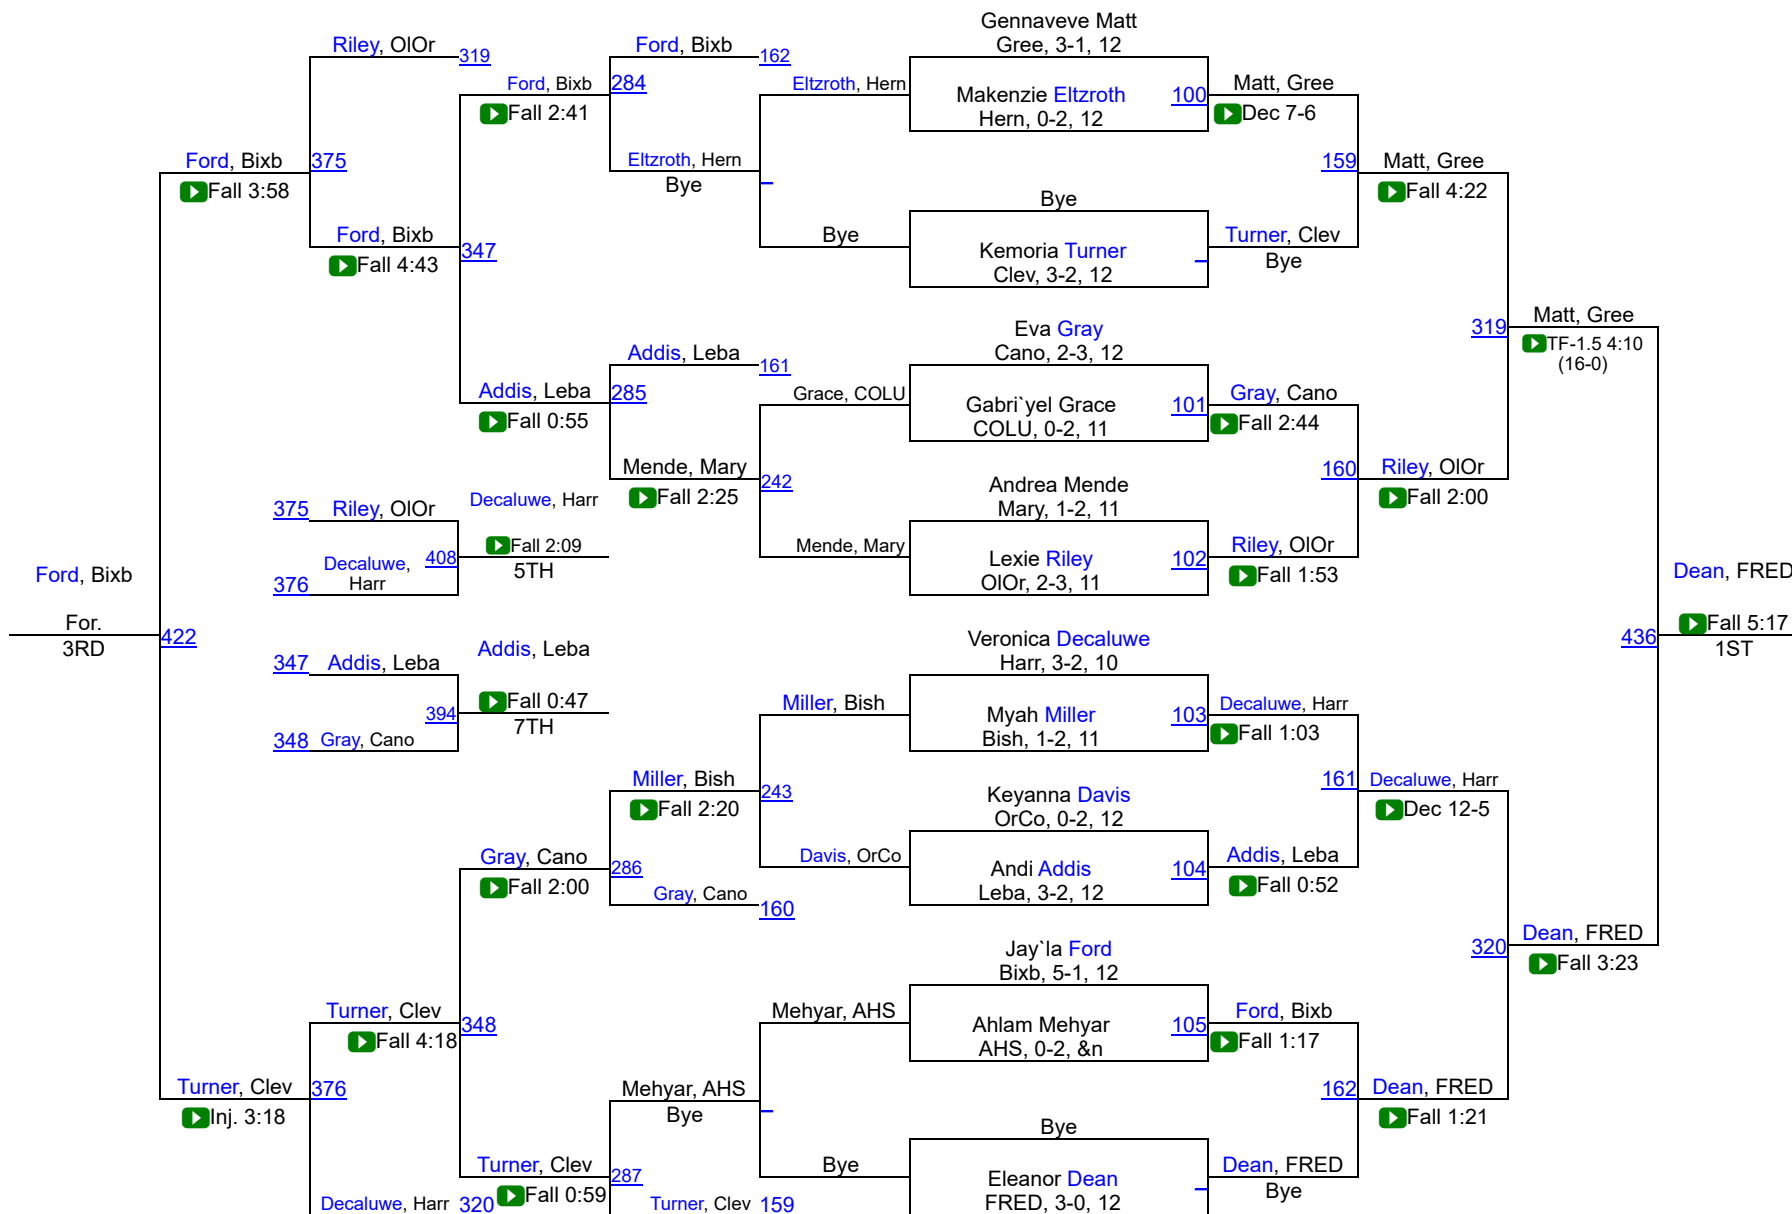 Gennaveve Matt
Gree, 3-1, 12
Riley, OlOr 319
Ford, Bixb 162
Ford, Bixb 284
Fall 2:41
Eltzroth, Hern
Makenzie Eltzroth 100
Hern, 0-2, 12
Matt, Gree
Dec 7-6
Ford, Bixb 375
Fall 3:58
Eltzroth, Hern
Bye
159 Matt, Gree
Fall 4:22
Bye
Ford, Bixb
Fall 4:43
347
Bye
Kemoria Turner
Clev, 3-2, 12
Turner, Clev
Bye
Eva Gray
Cano, 2-3, 12
319 Matt, Gree
TF-1.5 4:10
(16-0)
Addis, Leba 161
Addis, Leba 285
Fall 0:55
Grace, COLU
Gabri`yel Grace 101
COLU, 0-2, 11
Gray, Cano
Fall 2:44
Mende, Mary
Fall 2:25
242
160 Riley, OlOr
Fall 2:00
Andrea Mende
Mary, 1-2, 11
375 Riley, OlOr
Decaluwe, Harr
408 Fall 2:09
5TH
376 Decaluwe,
Harr
Mende, Mary
Lexie Riley 102
OlOr, 2-3, 11
Riley, OlOr
Fall 1:53
Ford, Bixb
For.
3RD
422
Dean, FRED
436 Fall 5:17
1ST
Veronica Decaluwe
Harr, 3-2, 10
347 Addis, Leba
Addis, Leba
394 Fall 0:47
7TH
348 Gray, Cano
Miller, Bish
Myah Miller 103
Bish, 1-2, 11
Decaluwe, Harr
Fall 1:03
Miller, Bish
Fall 2:20
243
161 Decaluwe, Harr
Dec 12-5
Keyanna Davis
OrCo, 0-2, 12
Gray, Cano
Fall 2:00
286
Gray, Cano 160
Davis, OrCo
Andi Addis 104
Leba, 3-2, 12
Addis, Leba
Fall 0:52
320 Dean, FRED
Fall 3:23
Jay`la Ford
Bixb, 5-1, 12
Turner, Clev
Fall 4:18
348
Mehyar, AHS
Ahlam Mehyar 105
AHS, 0-2, &n
Ford, Bixb
Fall 1:17
Turner, Clev
Inj. 3:18
376
Mehyar, AHS
Bye
162 Dean, FRED
Fall 1:21
Bye
Turner, Clev
Fall 0:59
287
Bye
Eleanor Dean
FRED, 3-0, 12
Dean, FRED
Bye
Decaluwe, Harr 320
Turner, Clev 159